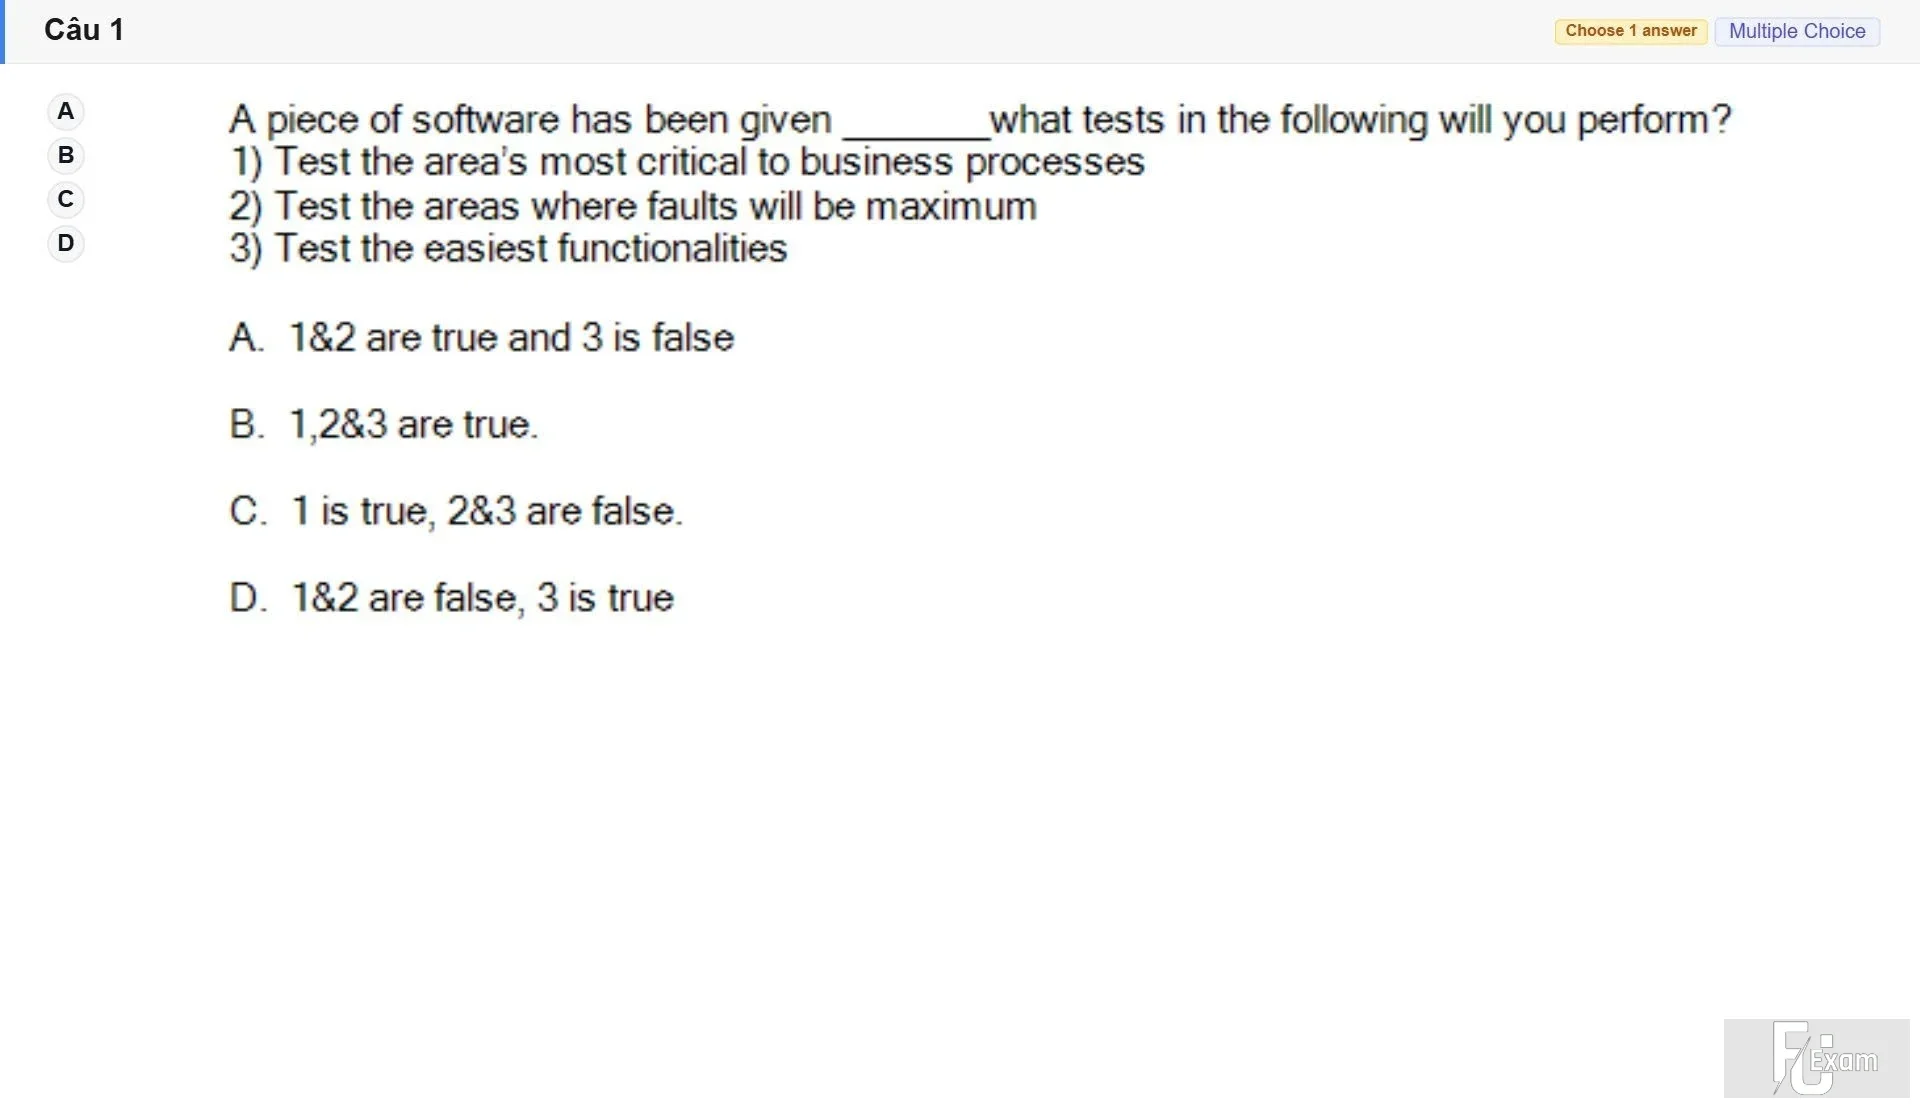 Câu 1
Choose 1 answer
Multiple Choice
A
B
C
D
A piece of software has been given _______what tests in the following will you perform?
1) Test the area's most critical to business processes
2) Test the areas where faults will be maximum
3) Test the easiest functionalities
A. 1&2 are true and 3 is false
B. 1,2&3 are true.
C. 1 is true, 2&3 are false.
D. 1&2 are false, 3 is true
FU Exam